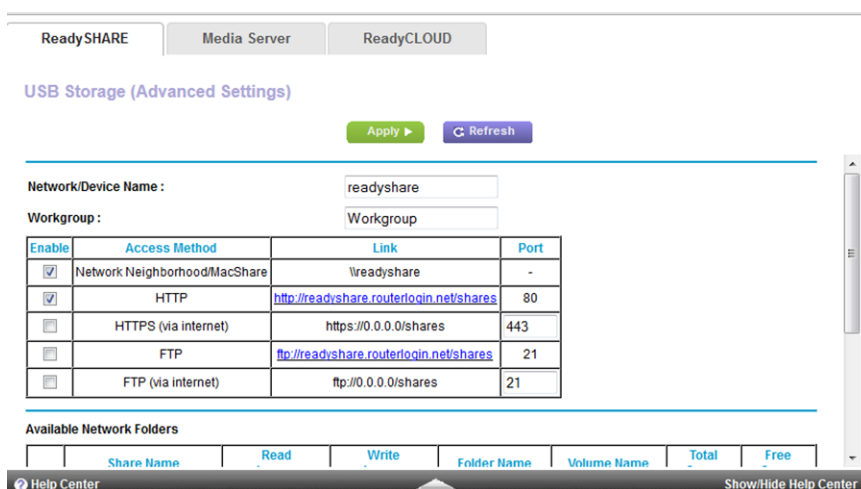 ReadySHARE Media Server ReadyCLOUD
USB Storage (Advanced Settings)
Apply Refresh
Network/Device Name : readyshare
Workgroup : Workgroup
Enable Access Method Link Port
Network Neighborhood/MacShare \\readyshare -
HTTP http://readyshare.routerlogin.net/shares 80
HTTPS (via internet) https://0.0.0.0/shares 443
FTP ftp://readyshare.routerlogin.net/shares 21
FTP (via internet) ftp://0.0.0.0/shares 21
Available Network Folders
Share Name Read Write Folder Name Volume Name Total Free
Help Center Show/Hide Help Center